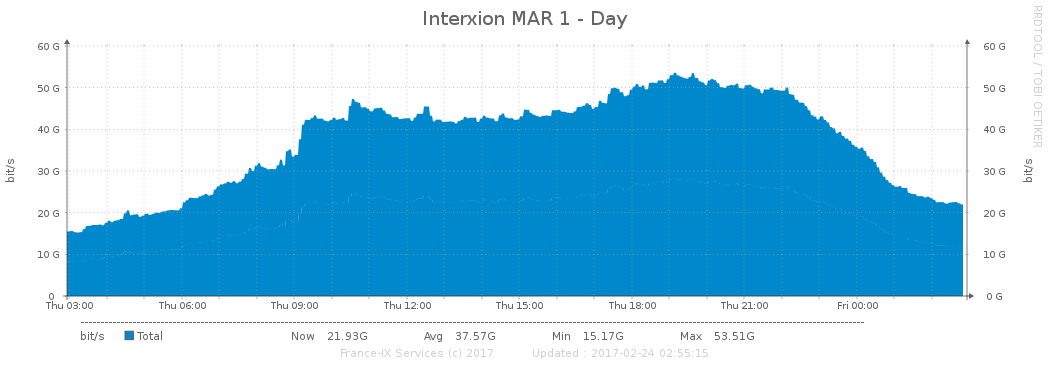 Interxion MAR 1 - Day
RRDTOOL / TOBI OETIKER
60 G 60 G
50 G 50 G
40 G 40 G
30 G 30 G
20 G 20 G
10 G 10 G
0 0 G
bit/s
bit/s
Thu 03:00 Thu 06:00 Thu 09:00 Thu 12:00 Thu 15:00 Thu 18:00 Thu 21:00 Fri 00:00
bit/s Total Now 21.93G Avg 37.57G Min 15.17G Max 53.51G
France-IX Services (c) 2017 Updated : 2017-02-24 02:55:15